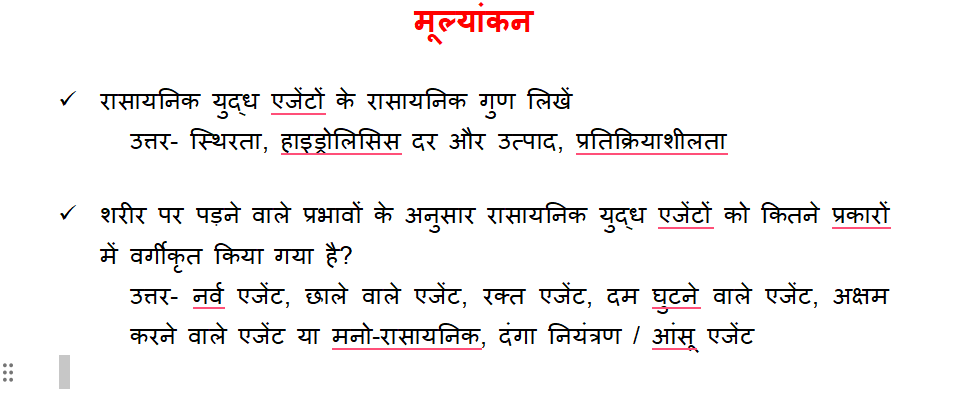 मूल्यांकन
✓ रासायनिक युद्ध एजेंटों के रासायनिक गुण लिखें
उत्तर- स्थिरता, हाइड्रोलिसिस दर और उत्पाद, प्रतिक्रियाशीलता
✓ शरीर पर पड़ने वाले प्रभावों के अनुसार रासायनिक युद्ध एजेंटों को कितने प्रकारों
में वर्गीकृत किया गया है?
उत्तर- नर्व एजेंट, छाले वाले एजेंट, रक्त एजेंट, दम घुटने वाले एजेंट, अक्षम
करने वाले एजेंट या मनो-रासायनिक, दंगा नियंत्रण / आंसू एजेंट